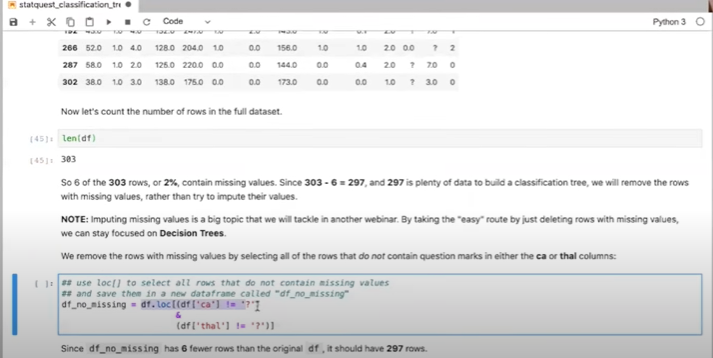 statquest_classification_tre
Code
Python 3
266 52.0 1.0 4.0 128.0 204.0 1.0 0.0 156.0 1.0 1.0 2.0 0.0 ? 2
287 58.0 1.0 2.0 125.0 220.0 0.0 0.0 144.0 0.0 0.4 2.0 ? 7.0 0
302 38.0 1.0 3.0 138.0 175.0 0.0 0.0 173.0 0.0 0.0 1.0 ? 3.0 0
Now let's count the number of rows in the full dataset.
[45]: len(df)
[45]: 303
So 6 of the 303 rows, or 2%, contain missing values. Since 303 - 6 = 297, and 297 is plenty of data to build a classification tree, we will remove the rows
with missing values, rather than try to impute their values.
NOTE: Imputing missing values is a big topic that we will tackle in another webinar. By taking the "easy" route by just deleting rows with missing values,
we can stay focused on Decision Trees.
We remove the rows with missing values by selecting all of the rows that do not contain question marks in either the ca or thal columns:
[ ]: ## use loc[] to select all rows that do not contain missing values
## and save them in a new dataframe called "df_no_missing"
df_no_missing = df.loc[(df['ca'] != '?')
&
(df['thal'] != '?')]
Since df_no_missing has 6 fewer rows than the original df, it should have 297 rows.